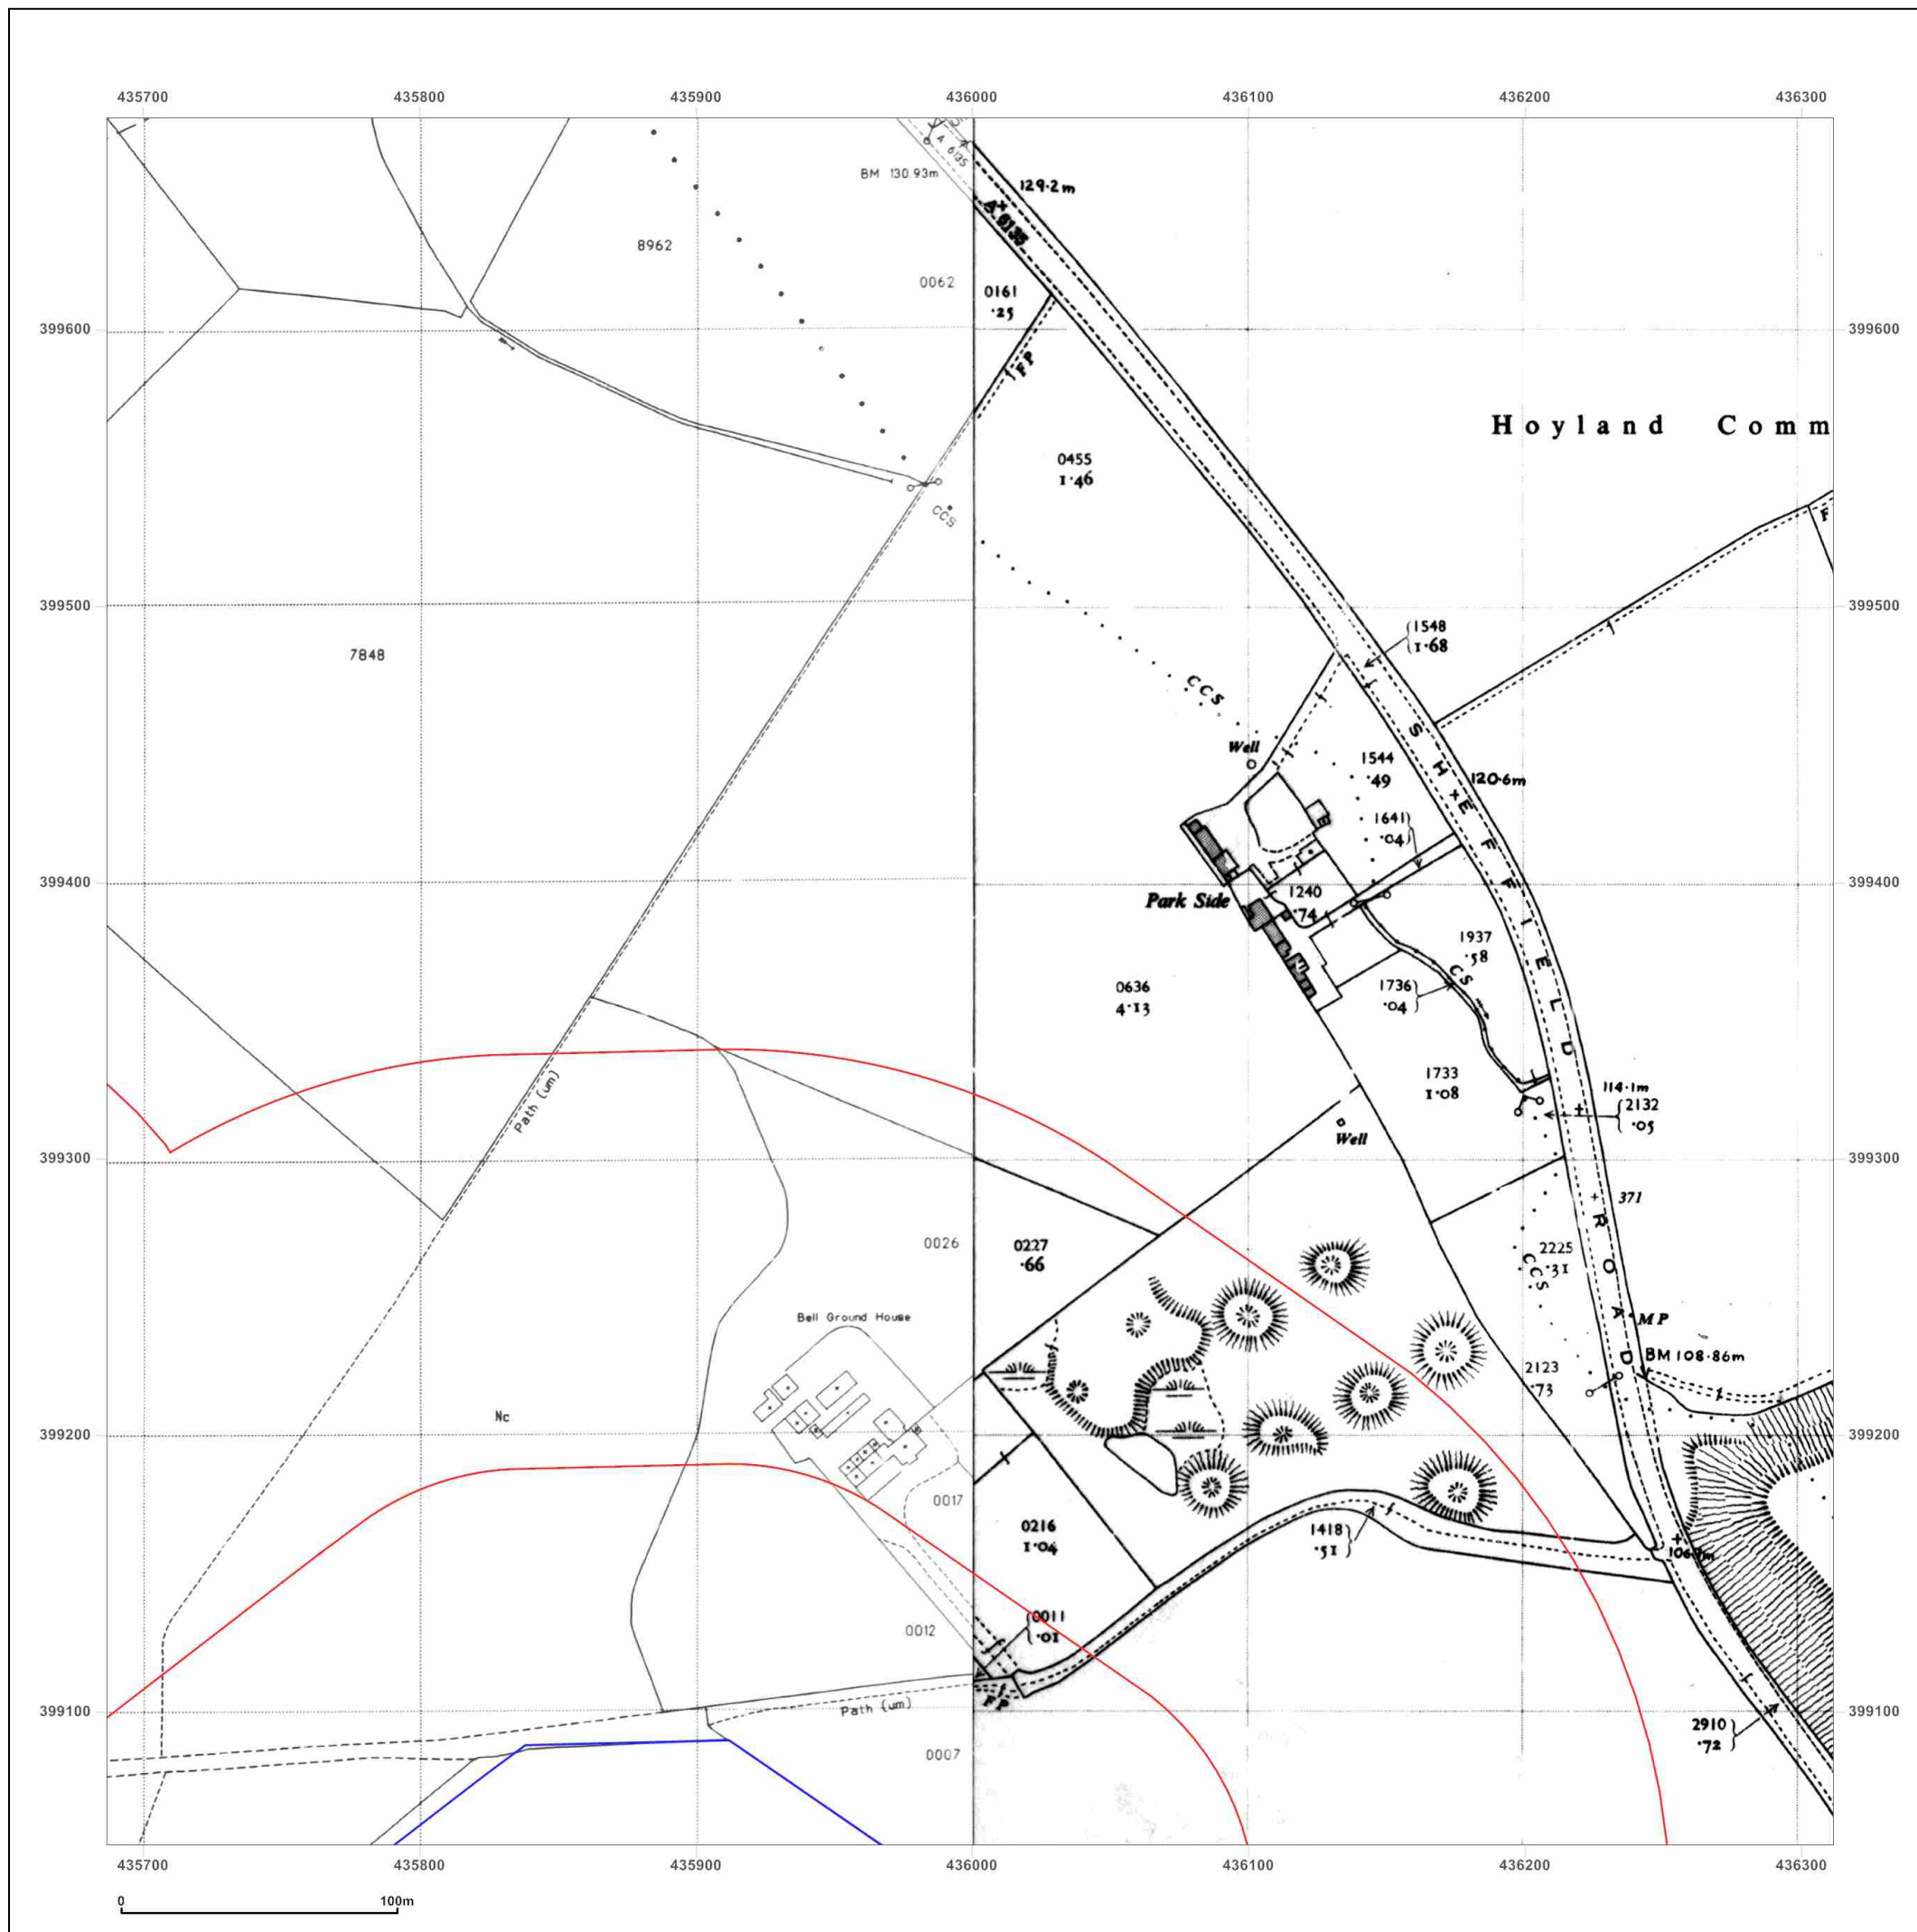 435700 435800 435900 436000 436100 436200 436300
A 6135
BM 130.93m
129·2m
A 6135
8962
0062
0161
·25
399600 399600
FP
Hoyland Comm
F
0455
1·46
CCS
399500 399500
7848
1548
1·68
CCS
Well
1544
·49
120·6m
1641
·04
SHEFFIELD ROAD
399400 399400
Park Side
1240
·74
1937
·58
CS
0636
4·13
1736
·04
1733
1·08
114·1m
2132
·05
Path (um)
Well
399300 399300
371
0026
0227
·66
2225
·31
CCS
Bell Ground House
MP
BM 108·86m
2123
·73
Nc
399200 399200
0017
0216
1·04
1418
·51
0011
·01
0012
FP
Path (um)
399100 399100
2910
·72
0007
435700 435800 435900 436000 436100 436200 436300
0 100m